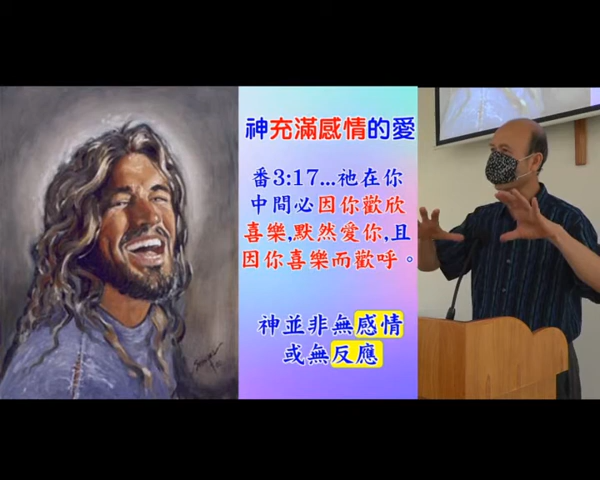 神充滿感情的愛
番3:17...祂在你
中間必因你歡欣
喜樂,默然愛你,且
因你喜樂而歡呼。
神並非無感情
或無反應